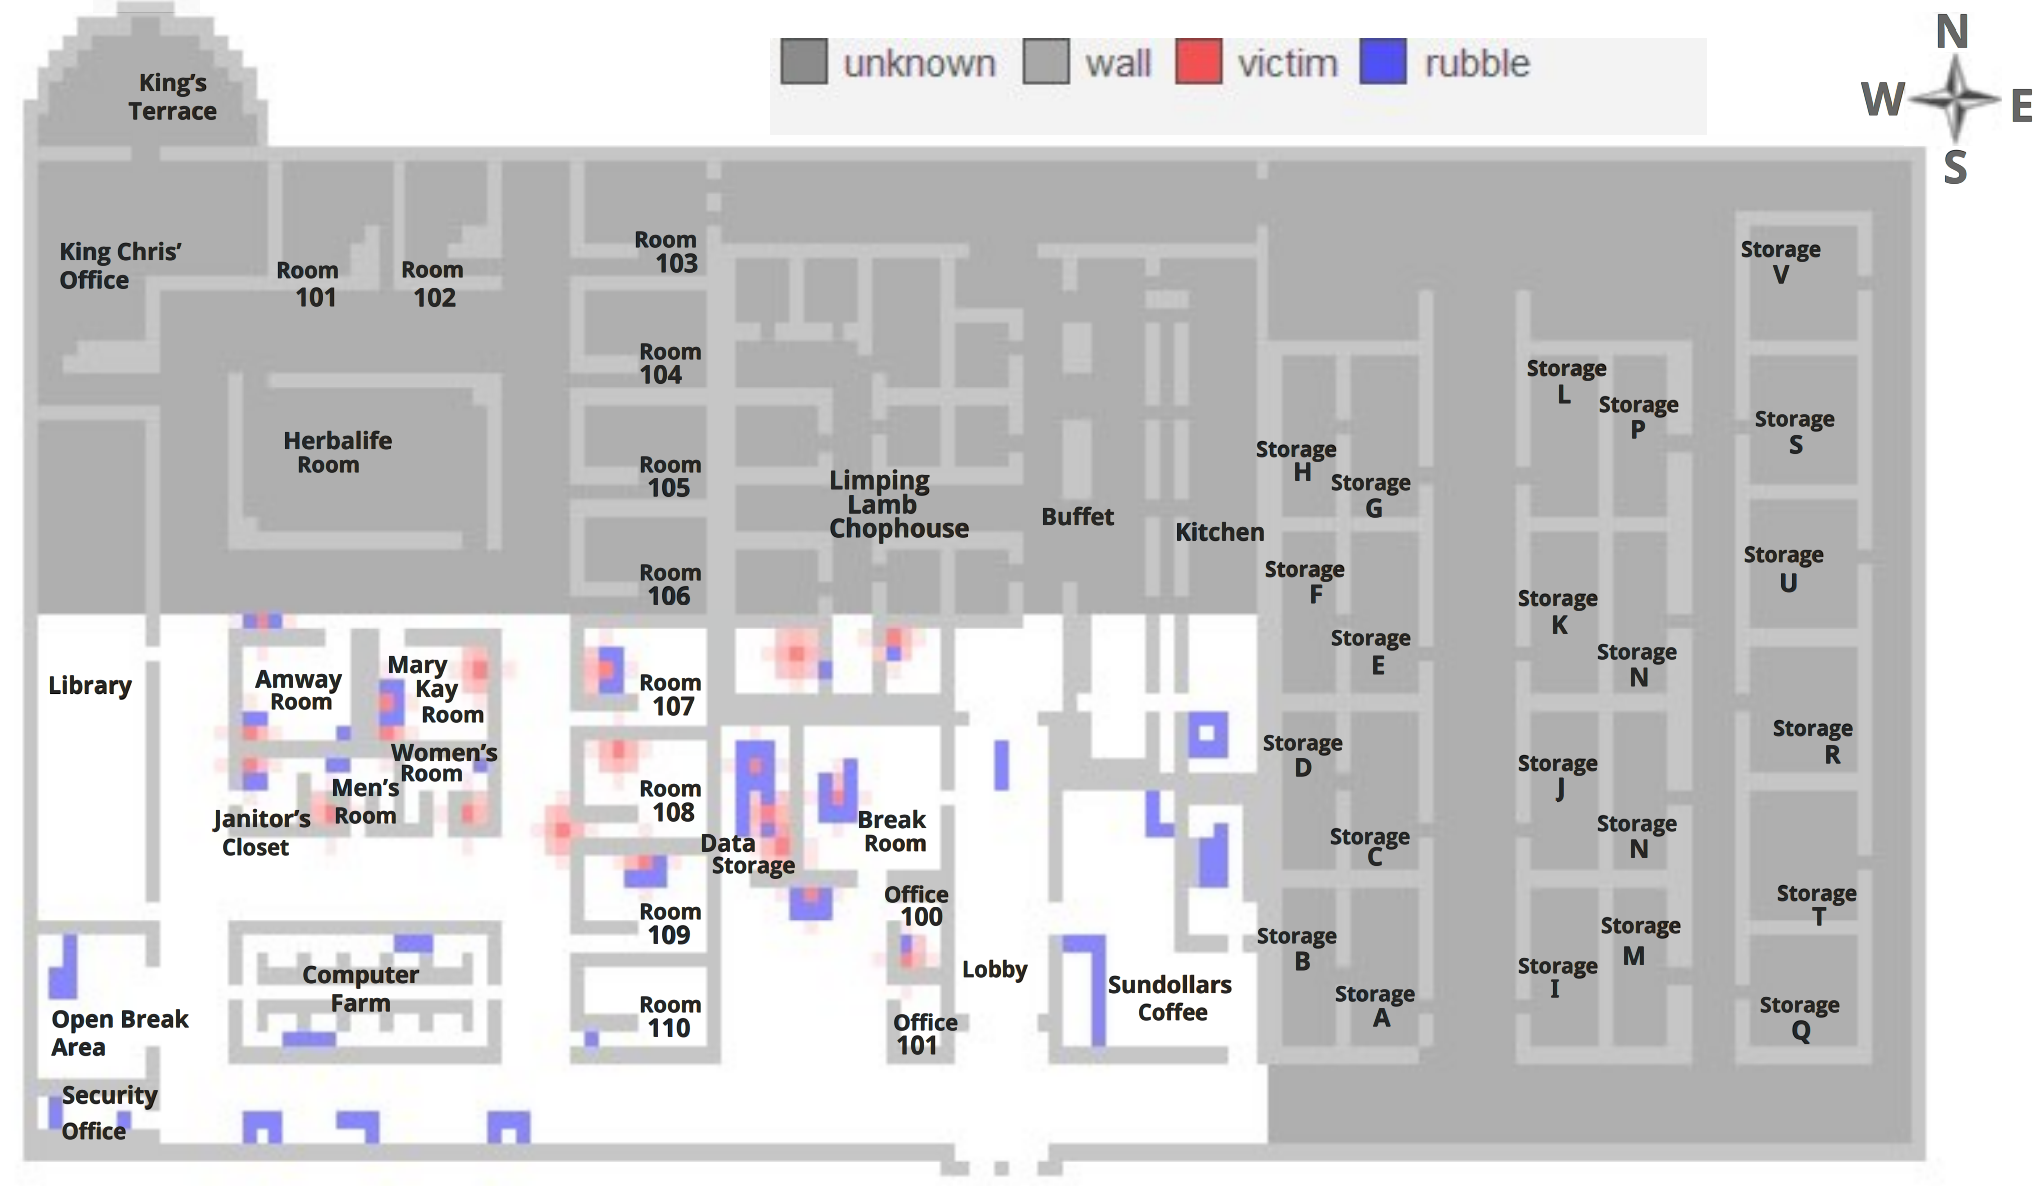 N
W
E
S
unknown
wall
victim
rubble
King's
Terrace
King Chris'
Office
Room
101
Room
102
Room
103
Room
104
Room
105
Room
106
Herbalife
Room
Limping
Lamb
Chophouse
Buffet
Kitchen
Storage
H
Storage
G
Storage
F
Storage
E
Storage
D
Storage
C
Storage
B
Storage
A
Storage
L
Storage
P
Storage
K
Storage
N
Storage
J
Storage
N
Storage
M
Storage
I
Storage
V
Storage
S
Storage
U
Storage
R
Storage
T
Storage
Q
Library
Amway
Room
Mary
Kay
Room
Women's
Room
Men's
Room
Janitor's
Closet
Room
107
Room
108
Room
109
Room
110
Data
Storage
Break
Room
Office
100
Office
101
Lobby
Sundollars
Coffee
Computer
Farm
Open Break
Area
Security
Office